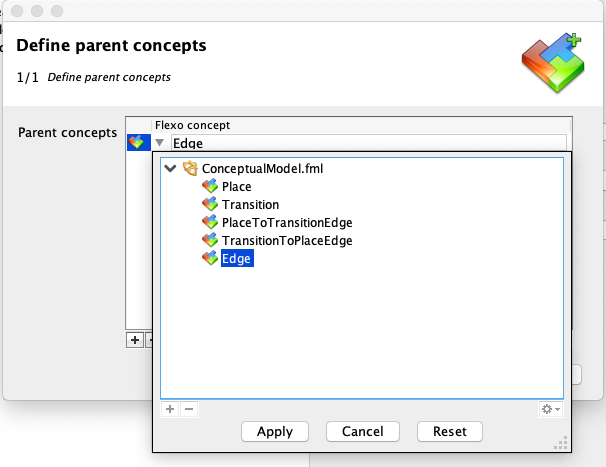 Define parent concepts
1/1 Define parent concepts
Flexo concept
Parent concepts
Edge
ConceptualModel.fml
Place
Transition
PlaceToTransitionEdge
TransitionToPlaceEdge
Edge
Apply Cancel Reset